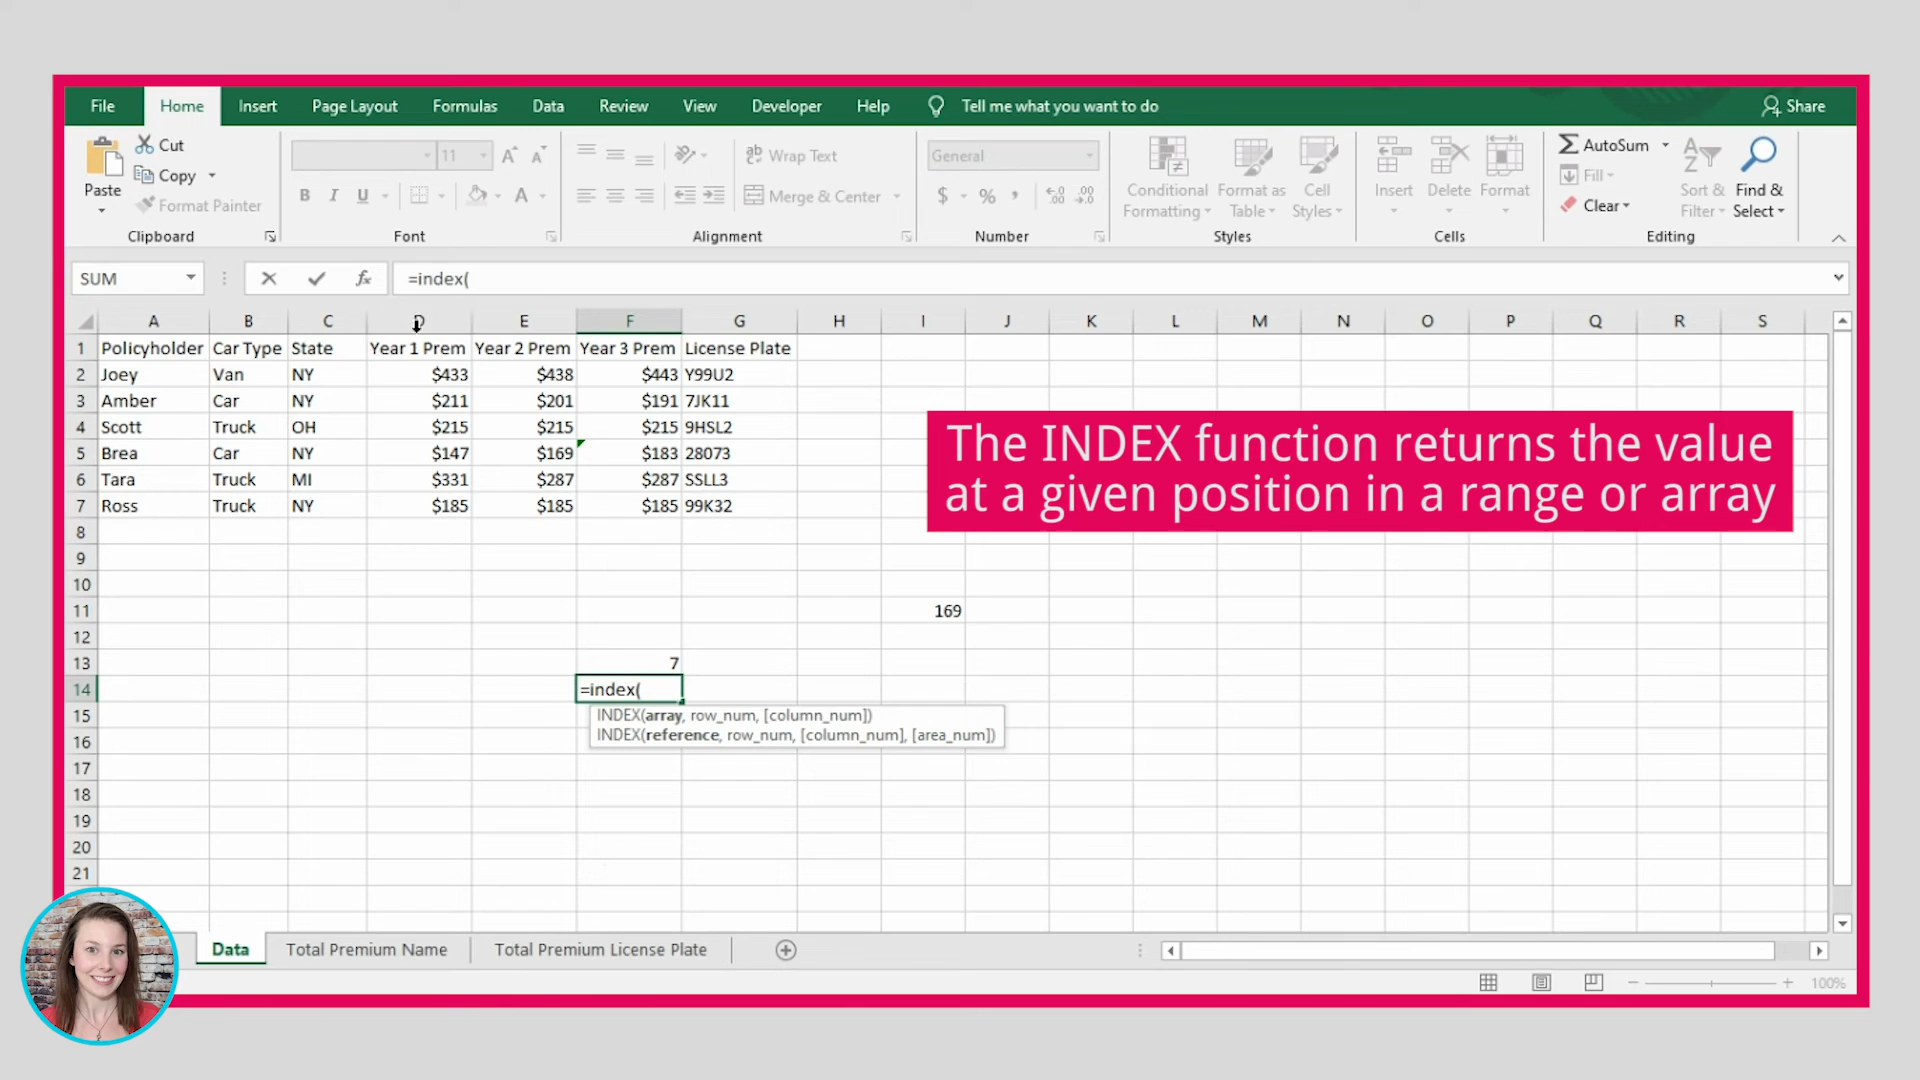 File Home Insert Page Layout Formulas Data Review View Developer Help Tell me what you want to do Share
Paste Cut Copy Format Painter
11 B I U A
ab Wrap Text Merge & Center
General $ % , .00
Conditional Formatting Format as Table Cell Styles
Insert Delete Format
AutoSum Fill Clear Sort & Filter Find & Select
Clipboard Font Alignment Number Styles Cells Editing
SUM fx =index(
A B C D E F G H I J K L M N O P Q R S
1 Policyholder Car Type State Year 1 Prem Year 2 Prem Year 3 Prem License Plate
2 Joey Van NY $433 $438 $443 Y99U2
3 Amber Car NY $211 $201 $191 7JK11
4 Scott Truck OH $215 $215 $215 9HSL2
5 Brea Car NY $147 $169 $183 28073
6 Tara Truck MI $331 $287 $287 SSLL3
7 Ross Truck NY $185 $185 $185 99K32
The INDEX function returns the value
at a given position in a range or array
8
9
10
11 169
12
13 7
14 =index(
15 INDEX(array, row_num, [column_num])
16 INDEX(reference, row_num, [column_num], [area_num])
17
18
19
20
21
Data Total Premium Name Total Premium License Plate
100%